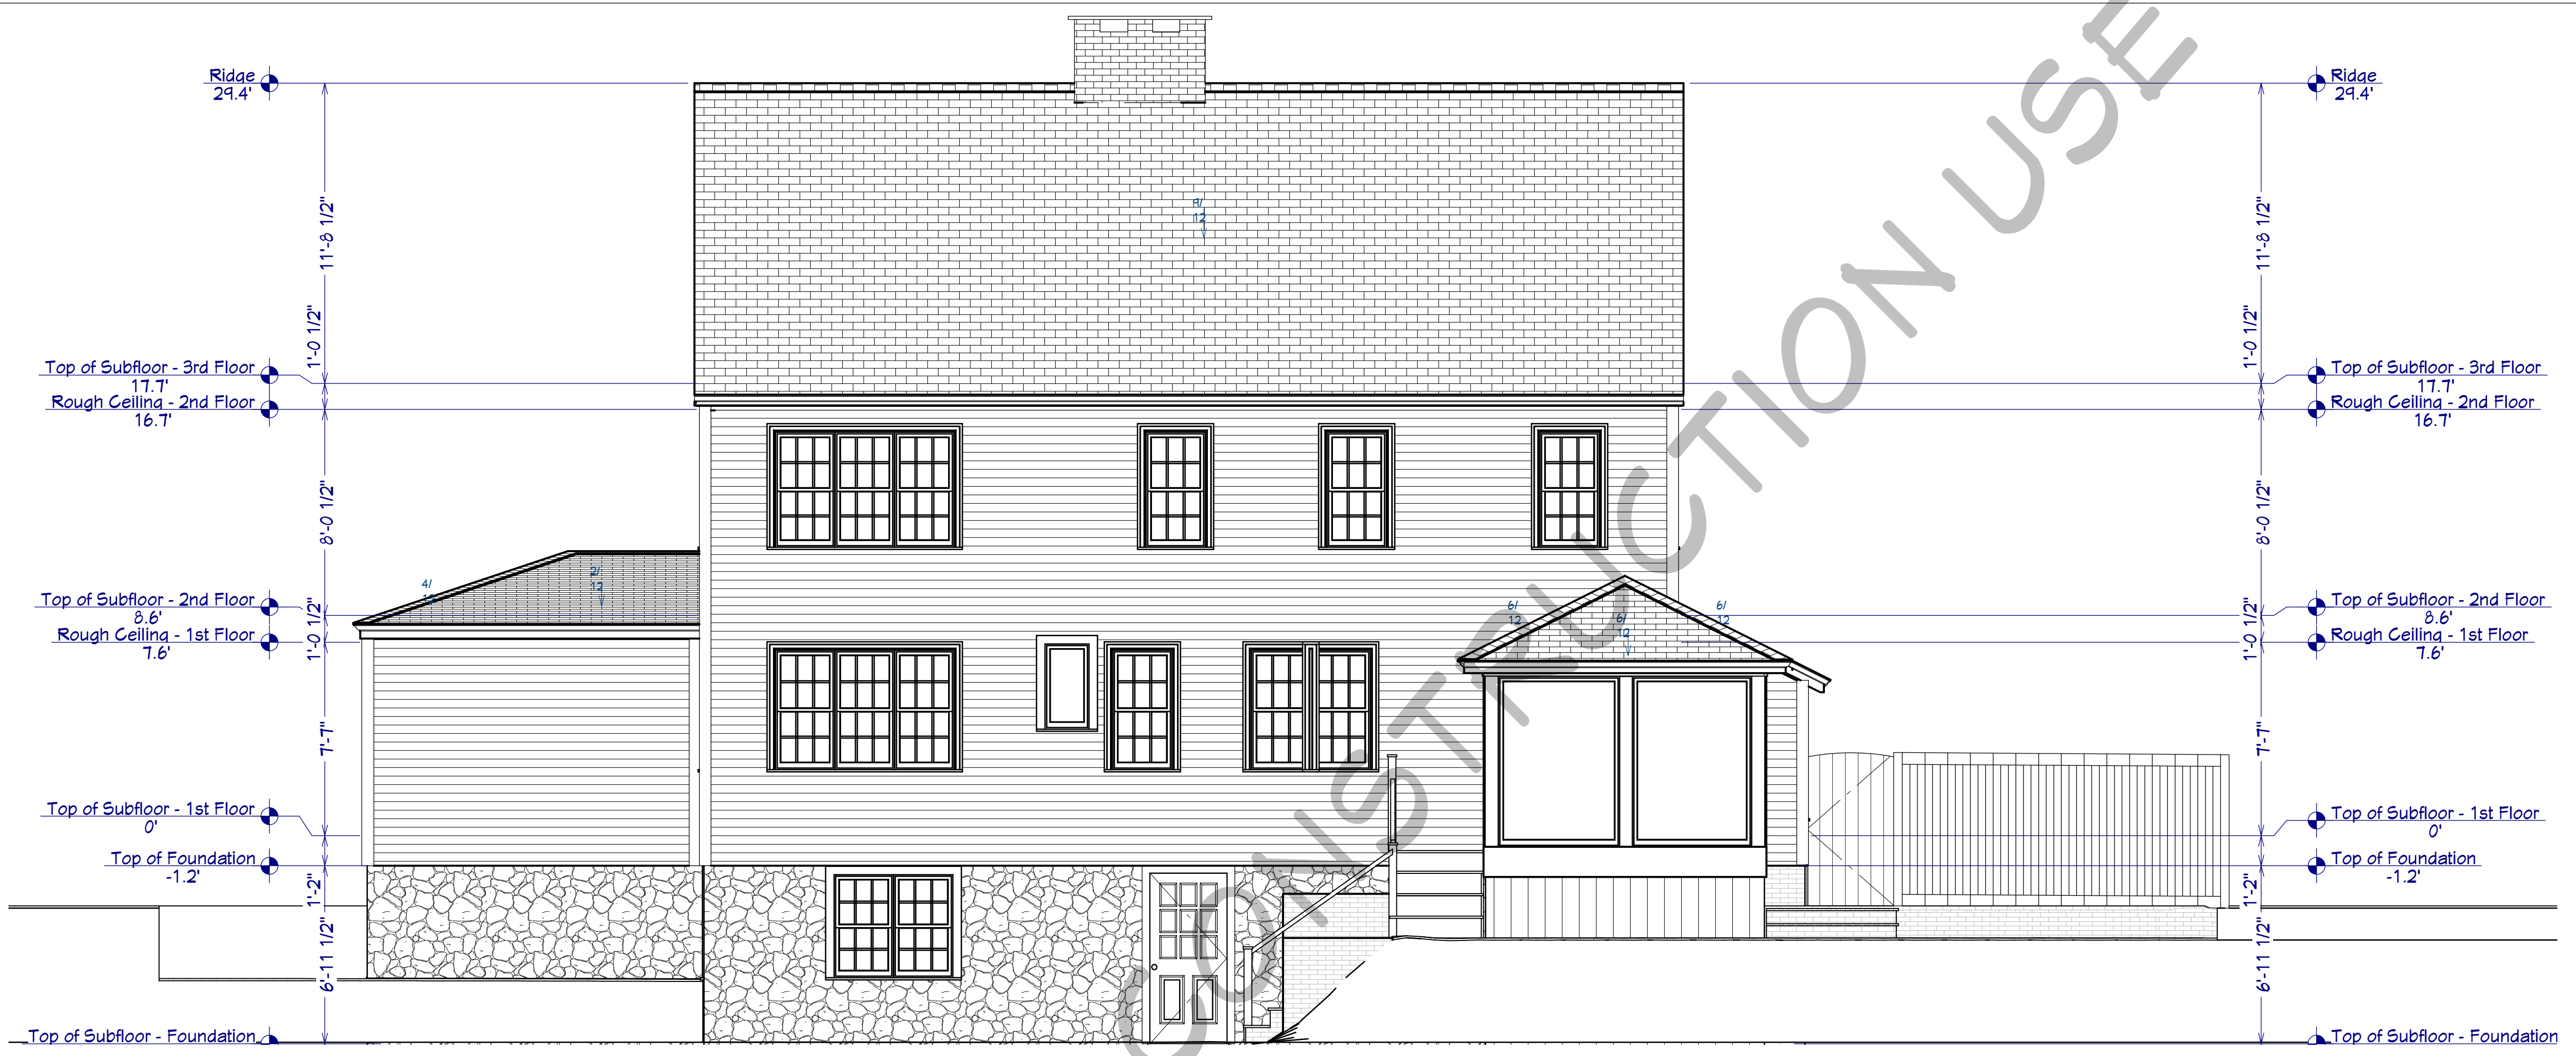 Ridge
29.4'
11'-8 1/2"
1'-0 1/2"
Top of Subfloor - 3rd Floor
17.7'
Rough Ceiling - 2nd Floor
16.7'
8'-0 1/2"
Top of Subfloor - 2nd Floor
8.6'
1'-0 1/2"
Rough Ceiling - 1st Floor
7.6'
7'-7"
Top of Subfloor - 1st Floor
0'
Top of Foundation
-1.2'
1'-2"
6'-11 1/2"
Top of Subfloor - Foundation
9/
12
4/
12
2/
12
6/
12
6/
12
6/
12
CONSTRUCTION USE
Ridge
29.4'
11'-8 1/2"
1'-0 1/2"
Top of Subfloor - 3rd Floor
17.7'
Rough Ceiling - 2nd Floor
16.7'
8'-0 1/2"
Top of Subfloor - 2nd Floor
8.6'
1'-0 1/2"
Rough Ceiling - 1st Floor
7.6'
7'-7"
Top of Subfloor - 1st Floor
0'
Top of Foundation
-1.2'
1'-2"
6'-11 1/2"
Top of Subfloor - Foundation